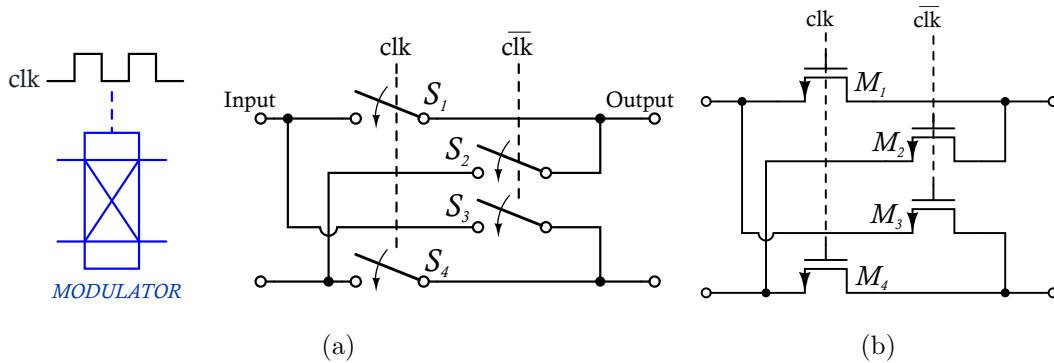 clk
MODULATOR
clk
clk
Input
Output
S1
S2
S3
S4
(a)
clk
clk
M1
M2
M3
M4
(b)